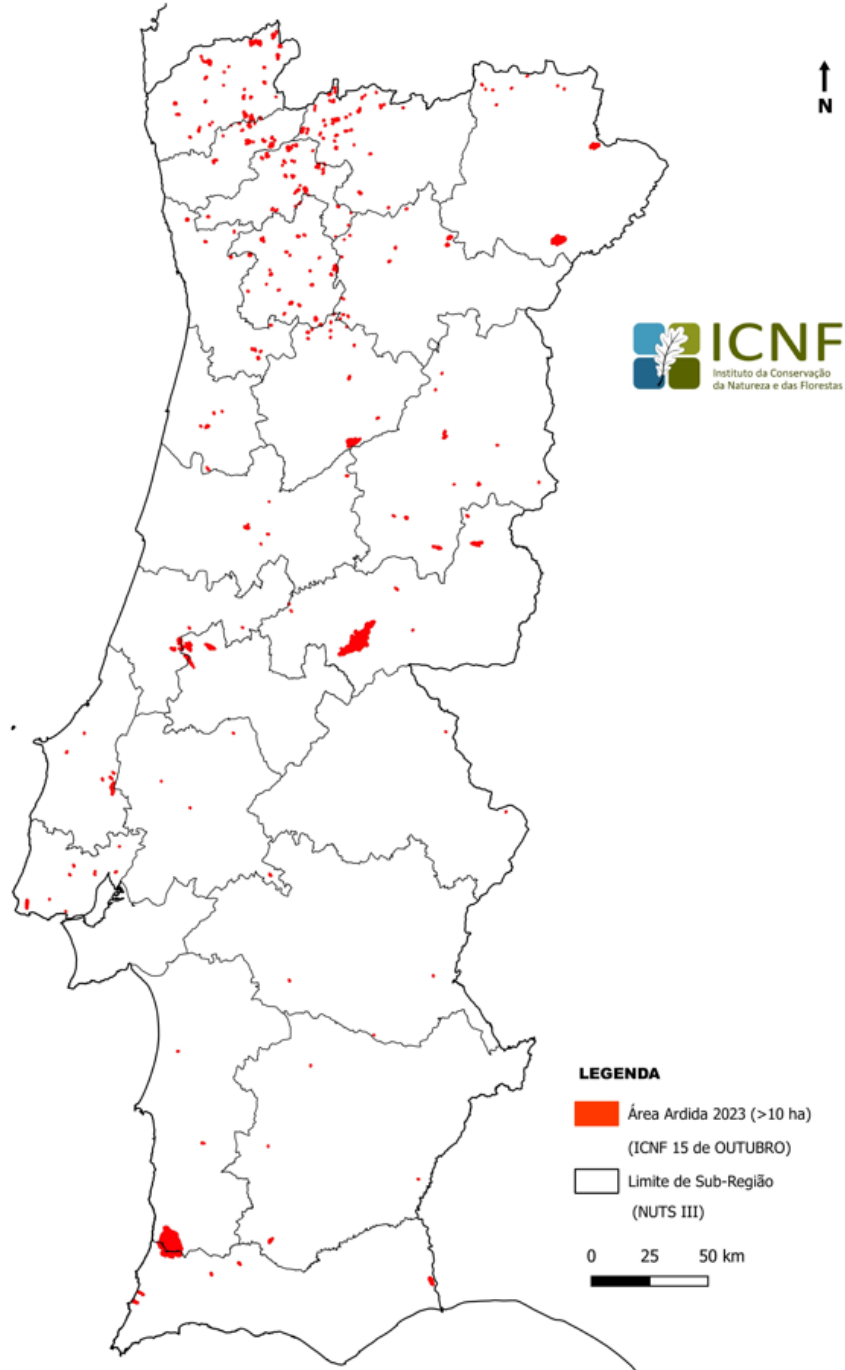 N
ICNF
Instituto da Conservação
da Natureza e das Florestas
LEGENDA
Área Ardida 2023 (>10 ha)
(ICNF 15 de OUTUBRO)
Limite de Sub-Região
(NUTS III)
0 25 50 km